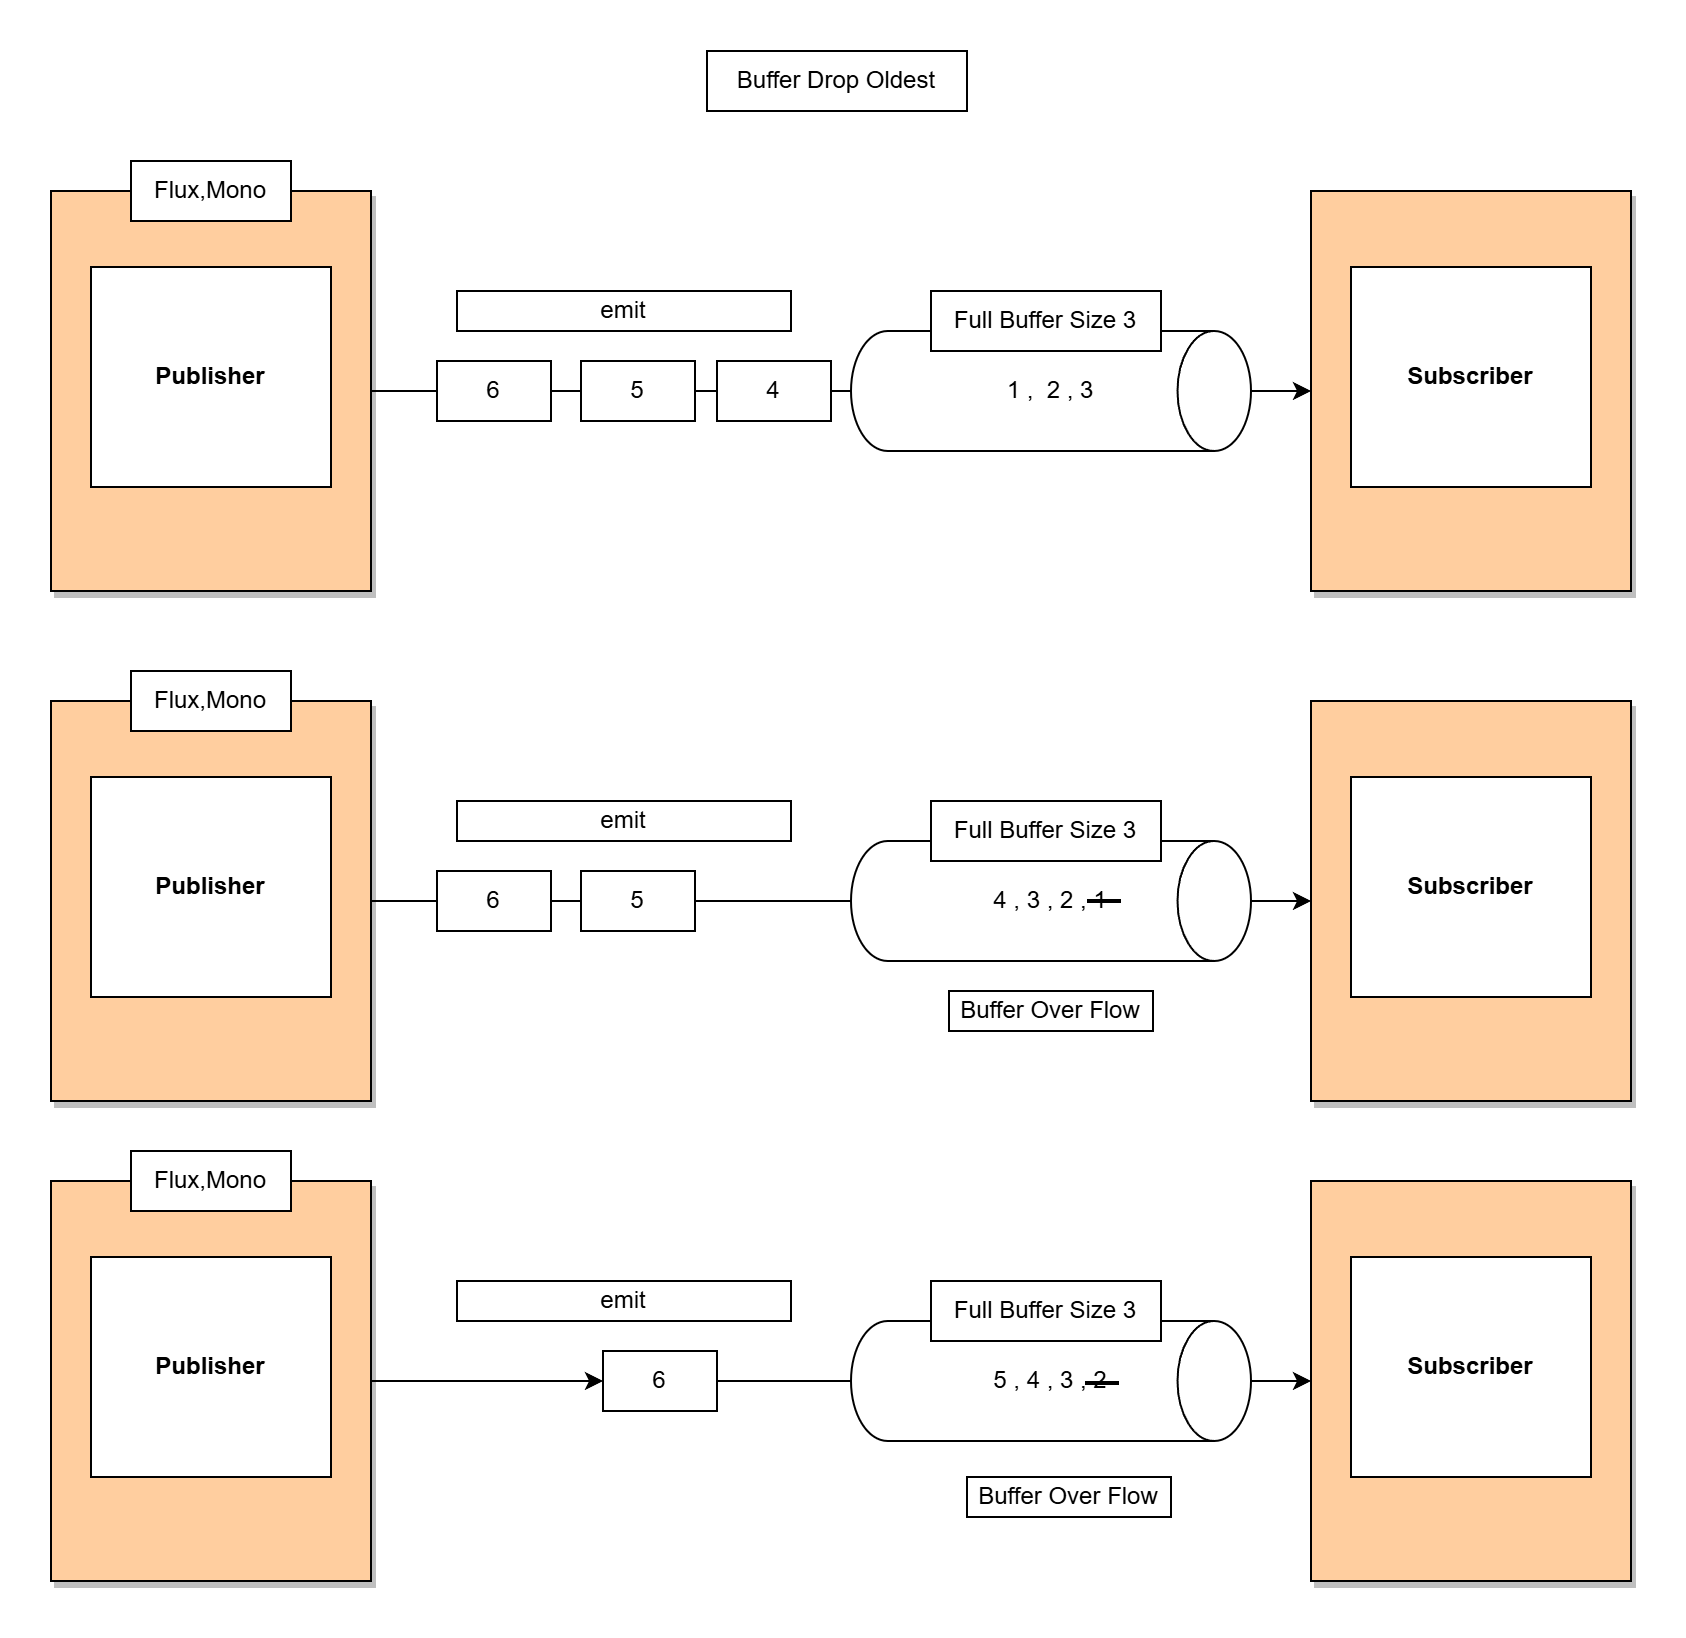 Buffer Drop Oldest
Flux,Mono
Publisher
emit
6
5
4
Full Buffer Size 3
1 , 2 , 3
Subscriber
Flux,Mono
Publisher
emit
6
5
Full Buffer Size 3
4 , 3 , 2 , 1
Buffer Over Flow
Subscriber
Flux,Mono
Publisher
emit
6
Full Buffer Size 3
5 , 4 , 3 , 2
Buffer Over Flow
Subscriber